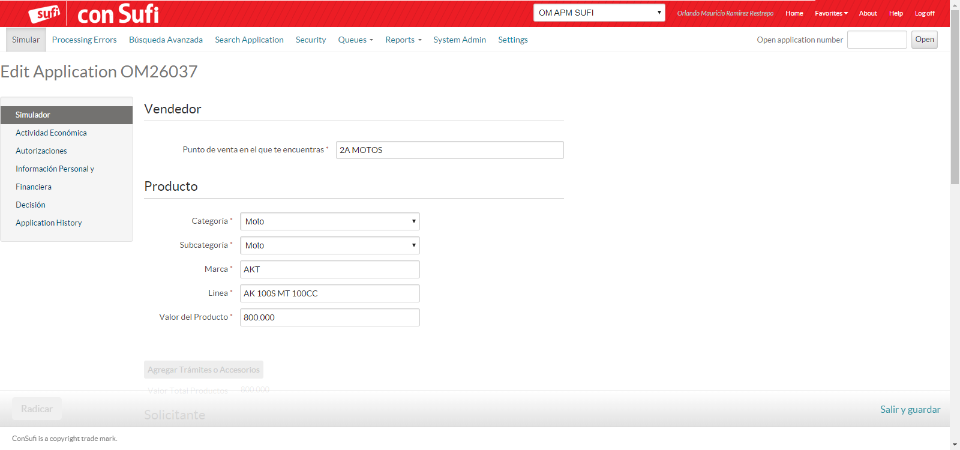 sufi con Sufi
OM APM SUFI
Orlando Mauricio Ramirez Restrepo Home Favorites About Help Log off
Simular Processing Errors Búsqueda Avanzada Search Application Security Queues Reports System Admin Settings
Open application number Open
Edit Application OM26037
Simulador
Actividad Económica
Autorizaciones
Información Personal y
Financiera
Decisión
Application History
Vendedor
Punto de venta en el que te encuentras * 2A MOTOS
Producto
Categoría * Moto
Subcategoría * Moto
Marca * AKT
Linea * AK 100S MT 100CC
Valor del Producto * 800.000
Agregar Trámites o Accesorios
Solicitante
Radicar
Salir y guardar
ConSufi is a copyright trade mark.